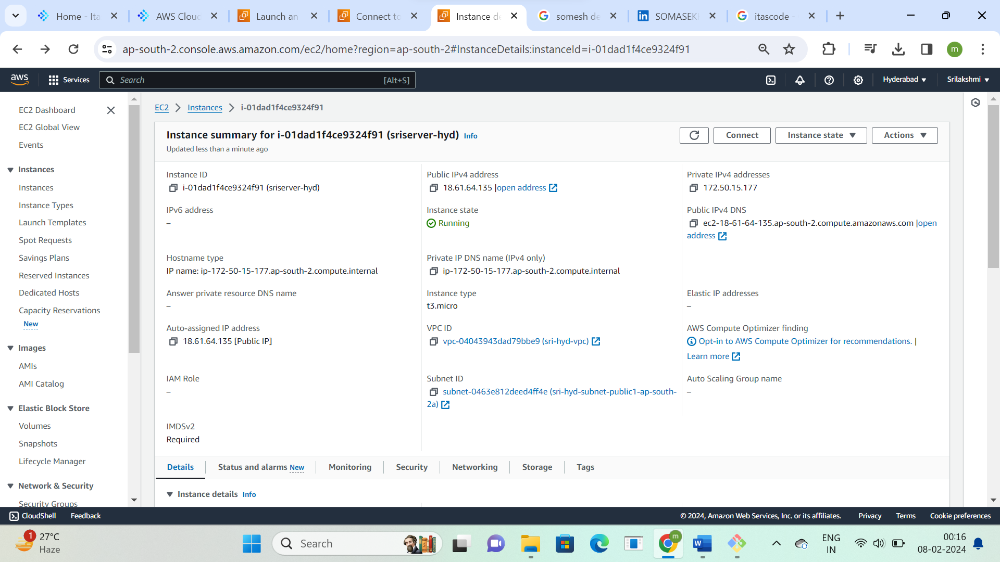 Home - Ita
AWS Cloud
Launch an
Connect to
Instance de
somesh de
SOMASEK
itascode -
ap-south-2.console.aws.amazon.com/ec2/home?region=ap-south-2#InstanceDetails:instanceId=i-01dad1f4ce9324f91
m
aws
Services
Search
[Alt+S]
Hyderabad
Srilakshmi
EC2 Dashboard
EC2 Global View
Events
Instances
Instances
Instance Types
Launch Templates
Spot Requests
Savings Plans
Reserved Instances
Dedicated Hosts
Capacity Reservations
New
Images
AMIs
AMI Catalog
Elastic Block Store
Volumes
Snapshots
Lifecycle Manager
Network & Security
Security Groups
EC2
Instances
i-01dad1f4ce9324f91
Instance summary for i-01dad1f4ce9324f91 (sriserver-hyd) Info
Updated less than a minute ago
Connect
Instance state
Actions
Instance ID
i-01dad1f4ce9324f91 (sriserver-hyd)
Public IPv4 address
18.61.64.135 |open address
Private IPv4 addresses
172.50.15.177
IPv6 address
–
Instance state
Running
Public IPv4 DNS
ec2-18-61-64-135.ap-south-2.compute.amazonaws.com |open
address
Hostname type
IP name: ip-172-50-15-177.ap-south-2.compute.internal
Private IP DNS name (IPv4 only)
ip-172-50-15-177.ap-south-2.compute.internal
Answer private resource DNS name
–
Instance type
t3.micro
Elastic IP addresses
–
Auto-assigned IP address
18.61.64.135 [Public IP]
VPC ID
vpc-04043943dad79bbe9 (sri-hyd-vpc)
AWS Compute Optimizer finding
Opt-in to AWS Compute Optimizer for recommendations. |
Learn more
IAM Role
–
Subnet ID
subnet-0463e812deed4ff4e (sri-hyd-subnet-public1-ap-south-
2a)
Auto Scaling Group name
–
IMDSv2
Required
Details
Status and alarms New
Monitoring
Security
Networking
Storage
Tags
Instance details Info
CloudShell
Feedback
© 2024, Amazon Web Services, Inc. or its affiliates.
Privacy
Terms
Cookie preferences
1
27°C
Haze
Search
m
W
ENG
IN
00:16
08-02-2024